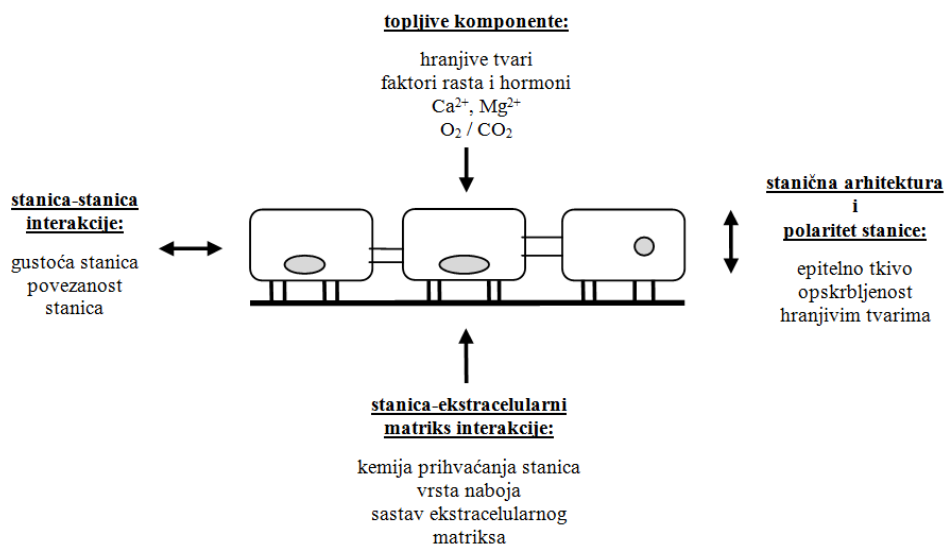 topljive komponente:
hranjive tvari
faktori rasta i hormoni
Ca²⁺, Mg²⁺
O₂ / CO₂
stanica-stanica
interakcije:
gustoća stanica
povezanost
stanica
stanična arhitektura
i
polaritet stanice:
epitelno tkivo
opskrbljenost
hranjivim tvarima
stanica-ekstracelularni
matriks interakcije:
kemija prihvaćanja stanica
vrsta naboja
sastav ekstracelularnog
matriksa